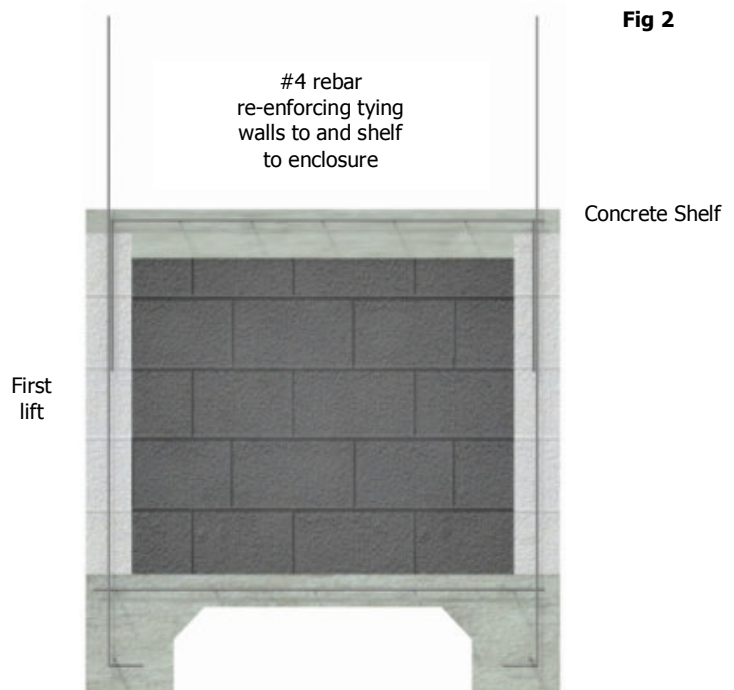 Fig 2
#4 rebar
re-enforcing tying
walls to and shelf
to enclosure
Concrete Shelf
First
lift